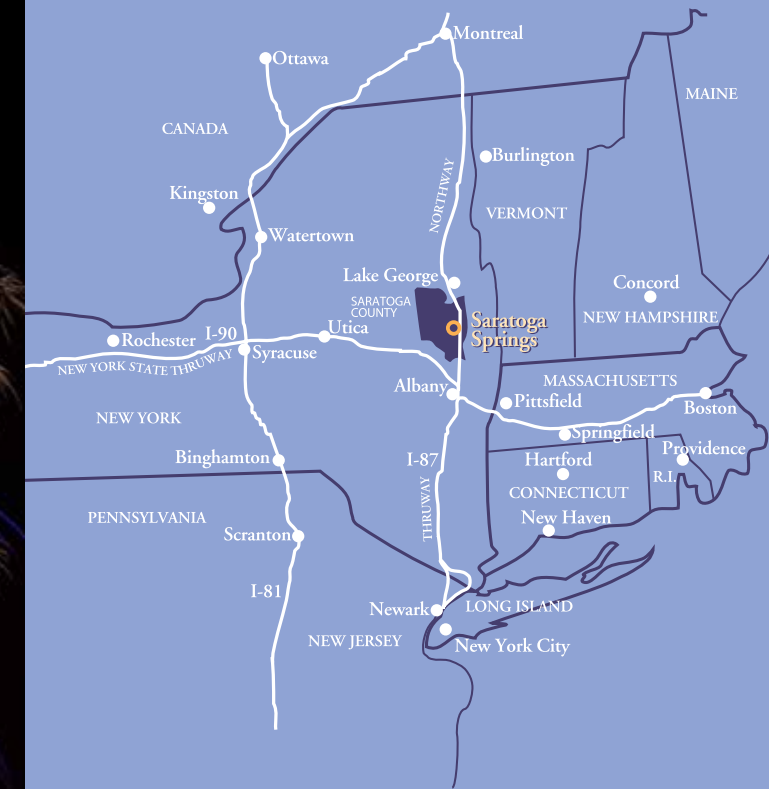 Montreal
Ottawa
MAINE
CANADA
Burlington
Kingston
NORTHWAY
VERMONT
Watertown
Lake George
Concord
SARATOGA
COUNTY
NEW HAMPSHIRE
Saratoga
Springs
Rochester
I-90
Utica
Syracuse
NEW YORK STATE THRUWAY
MASSACHUSETTS
Albany
Pittsfield
Boston
NEW YORK
Springfield
Providence
Binghamton
I-87
Hartford
R.I.
CONNECTICUT
THRUWAY
PENNSYLVANIA
New Haven
Scranton
I-81
Newark
LONG ISLAND
NEW JERSEY
New York City